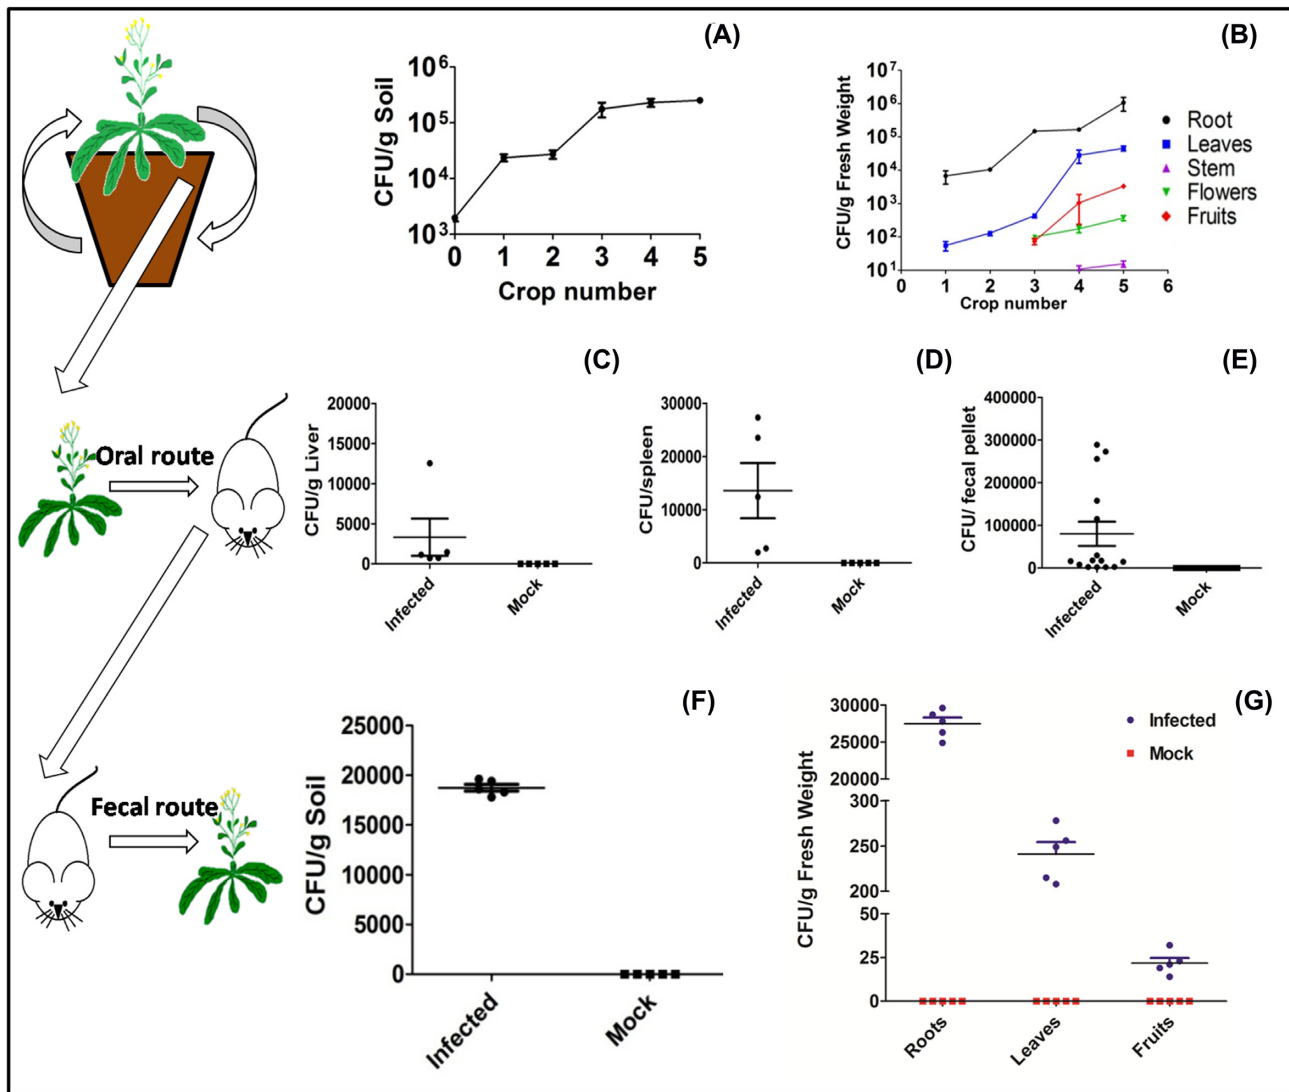 (A)
CFU/g Soil
10⁶
10⁵
10⁴
10³
0 1 2 3 4 5
Crop number
(B)
CFU/g Fresh Weight
10⁷
10⁶
10⁵
10⁴
10³
10²
10¹
0 1 2 3 4 5 6
Crop number
Root
Leaves
Stem
Flowers
Fruits
Oral route
(C)
CFU/g Liver
20000
15000
10000
5000
0
Infected
Mock
(D)
CFU/spleen
30000
20000
10000
0
Infected
Mock
(E)
CFU/ fecal pellet
400000
300000
200000
100000
0
Infecteed
Mock
Fecal route
(F)
CFU/g Soil
25000
20000
15000
10000
5000
0
Infected
Mock
(G)
CFU/g Fresh Weight
30000
25000
20000
300
250
200
50
25
0
Roots
Leaves
Fruits
Infected
Mock